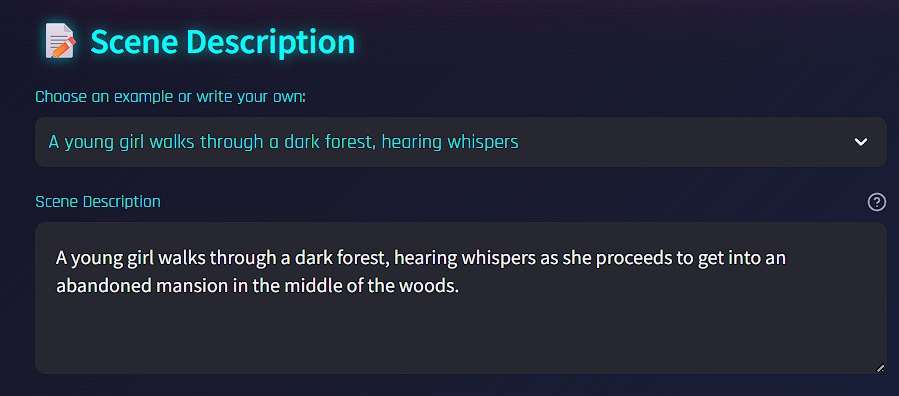 Scene Description
Choose an example or write your own:
A young girl walks through a dark forest, hearing whispers
Scene Description
A young girl walks through a dark forest, hearing whispers as she proceeds to get into an
abandoned mansion in the middle of the woods.